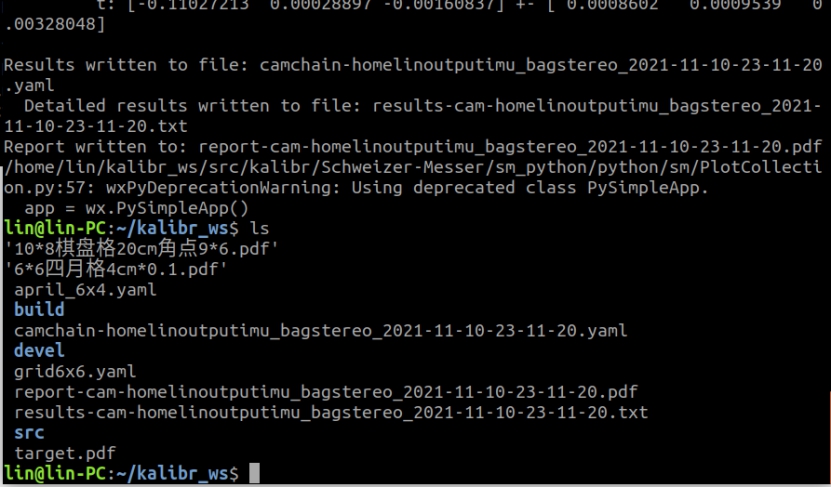 t: [-0.11027213 0.00028897 -0.00160837] +- [ 0.0008602 0.0009539 0
.00328048]
Results written to file: camchain-homelinoutputimu_bagstereo_2021-11-10-23-11-20
.yaml
Detailed results written to file: results-cam-homelinoutputimu_bagstereo_2021-
11-10-23-11-20.txt
Report written to: report-cam-homelinoutputimu_bagstereo_2021-11-10-23-11-20.pdf
/home/lin/kalibr_ws/src/kalibr/Schweizer-Messer/sm_python/python/sm/PlotCollecti
on.py:57: wxPyDeprecationWarning: Using deprecated class PySimpleApp.
app = wx.PySimpleApp()
lin@lin-PC:~/kalibr_ws$ ls
'10*8棋盘格20cm角点9*6.pdf'
'6*6四月格4cm*0.1.pdf'
april_6x4.yaml
build
camchain-homelinoutputimu_bagstereo_2021-11-10-23-11-20.yaml
devel
grid6x6.yaml
report-cam-homelinoutputimu_bagstereo_2021-11-10-23-11-20.pdf
results-cam-homelinoutputimu_bagstereo_2021-11-10-23-11-20.txt
src
target.pdf
lin@lin-PC:~/kalibr_ws$